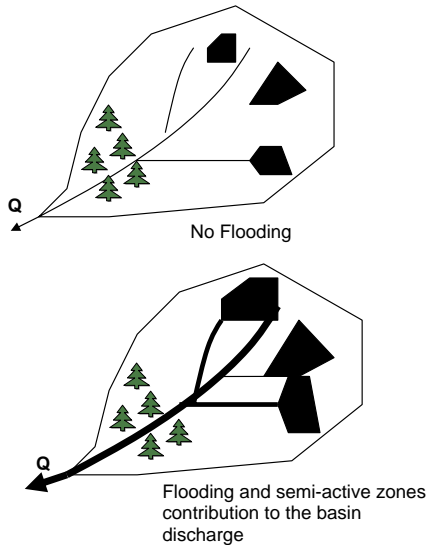 Q
No Flooding
Q
Flooding and semi-active zones
contribution to the basin
discharge